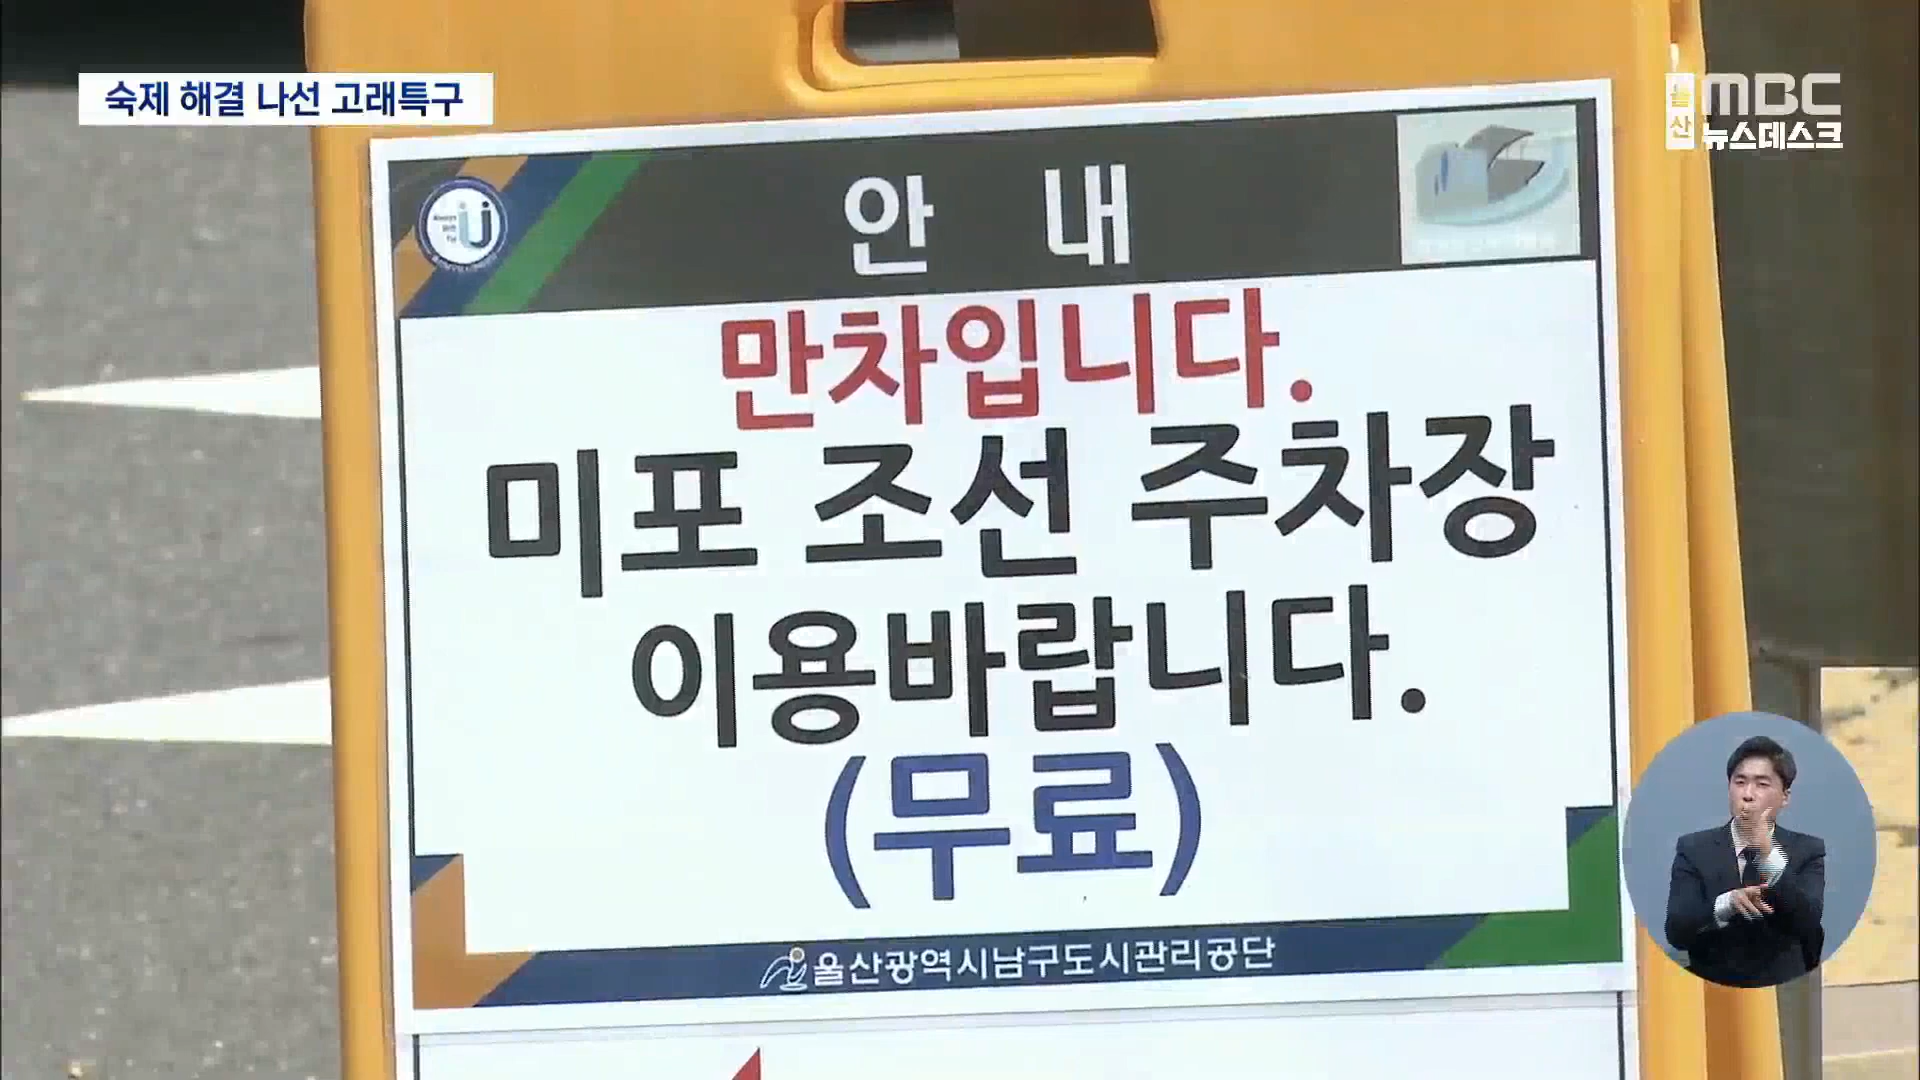 숙제 해결 나선 고래특구
울산 MBC
뉴스데스크
안 내
만차입니다.
미포 조선 주차장
이용바랍니다.
(무료)
울산광역시남구도시관리공단